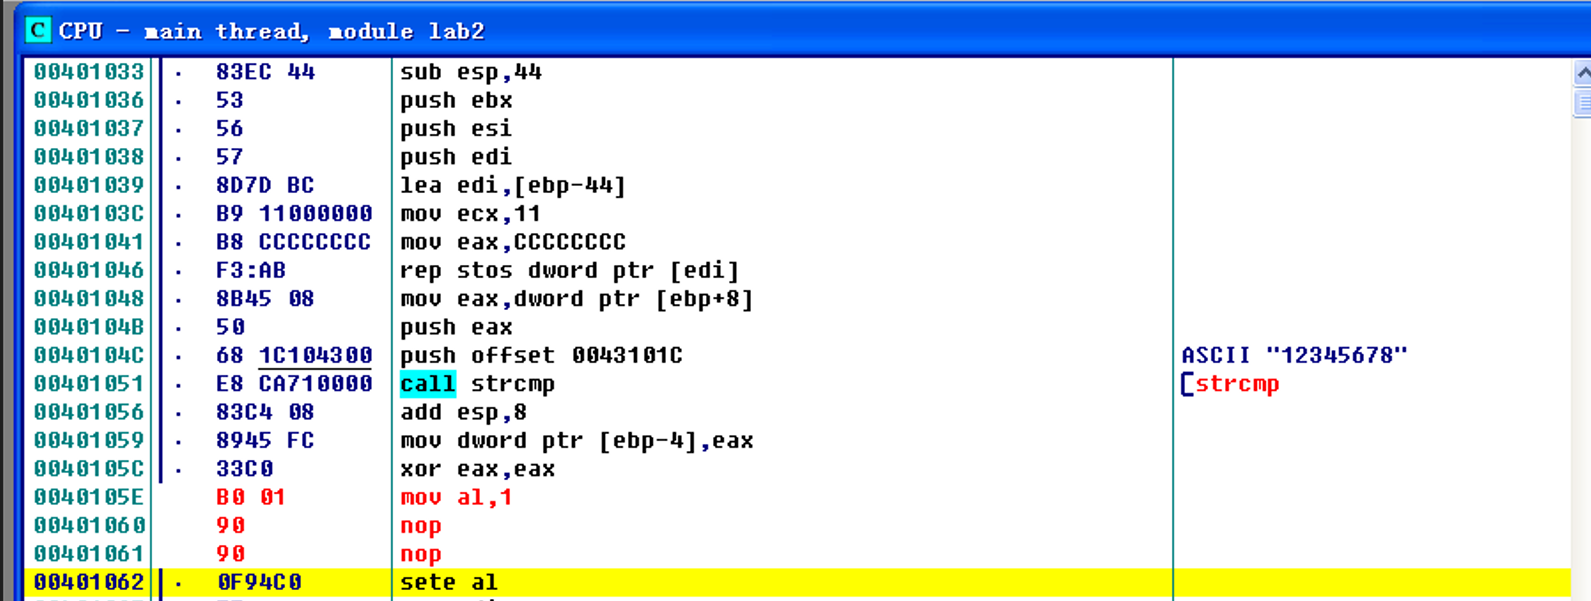 C CPU - main thread, module lab2
00401033 · 83EC 44 sub esp,44
00401036 · 53 push ebx
00401037 · 56 push esi
00401038 · 57 push edi
00401039 · 8D7D BC lea edi,[ebp-44]
0040103C · B9 11000000 mov ecx,11
00401041 · B8 CCCCCCCC mov eax,CCCCCCCC
00401046 · F3:AB rep stos dword ptr [edi]
00401048 · 8B45 08 mov eax,dword ptr [ebp+8]
0040104B · 50 push eax
0040104C · 68 1C104300 push offset 0043101C ASCII "12345678"
00401051 · E8 CA710000 call strcmp [strcmp
00401056 · 83C4 08 add esp,8
00401059 · 8945 FC mov dword ptr [ebp-4],eax
0040105C · 33C0 xor eax,eax
0040105E B0 01 mov al,1
00401060 90 nop
00401061 90 nop
00401062 · 0F94C0 sete al